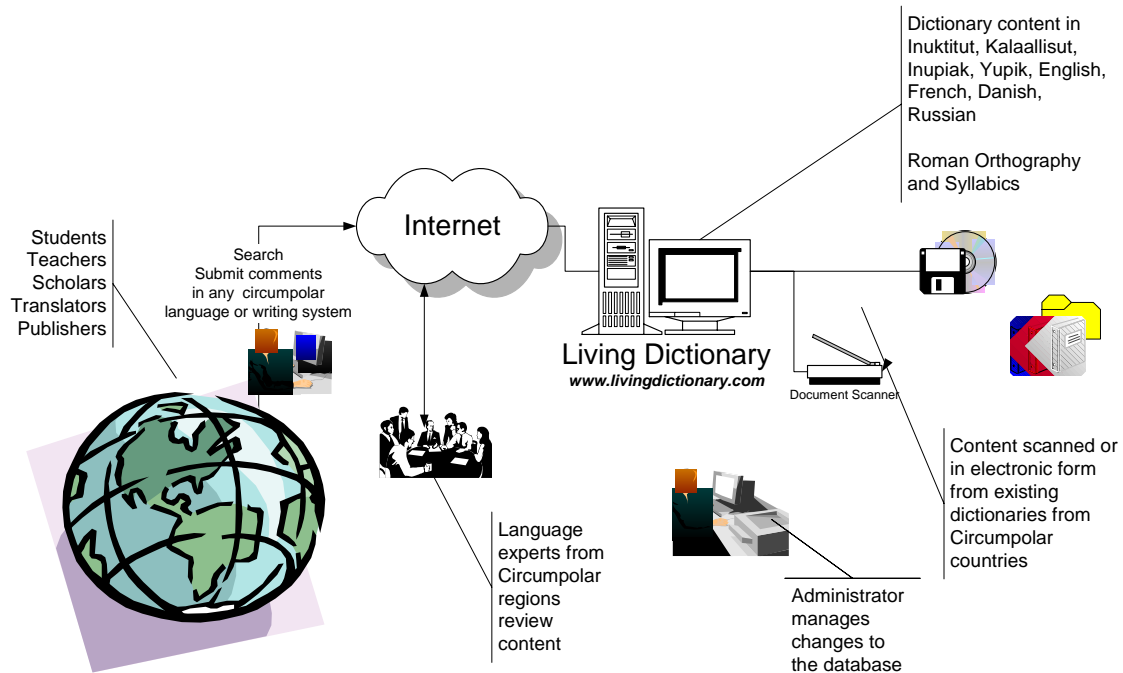 Dictionary content in
Inuktitut, Kalaallisut,
Inupiak, Yupik, English,
French, Danish,
Russian
Roman Orthography
and Syllabics
Internet
Students
Teachers
Scholars
Translators
Publishers
Search
Submit comments
in any circumpolar
language or writing system
Living Dictionary
www.livingdictionary.com
Document Scanner
Content scanned or
in electronic form
from existing
dictionaries from
Circumpolar
countries
Language
experts from
Circumpolar
regions
review
content
Administrator
manages
changes to
the database